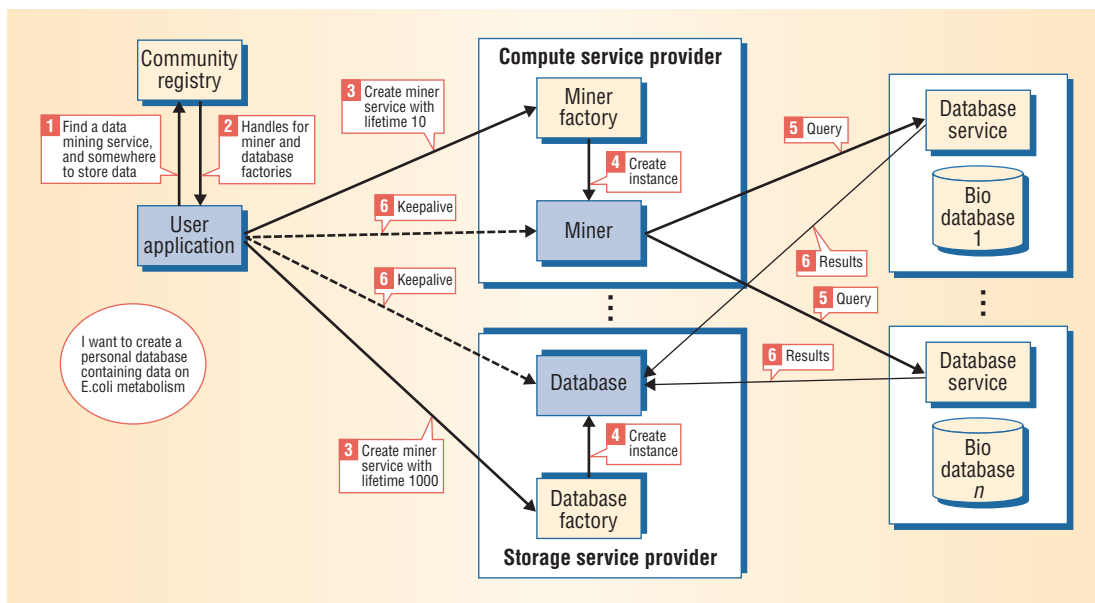 Community
registry
1 Find a data
mining service,
and somewhere
to store data
2 Handles for
miner and
database
factories
User
application
I want to create a
personal database
containing data on
E.coli metabolism
3 Create miner
service with
lifetime 10
6 Keepalive
6 Keepalive
3 Create miner
service with
lifetime 1000
Compute service provider
Miner
factory
4 Create
instance
Miner
Database
4 Create
instance
Database
factory
Storage service provider
5 Query
6 Results
5 Query
6 Results
Database
service
Bio
database
1
Database
service
Bio
database
n